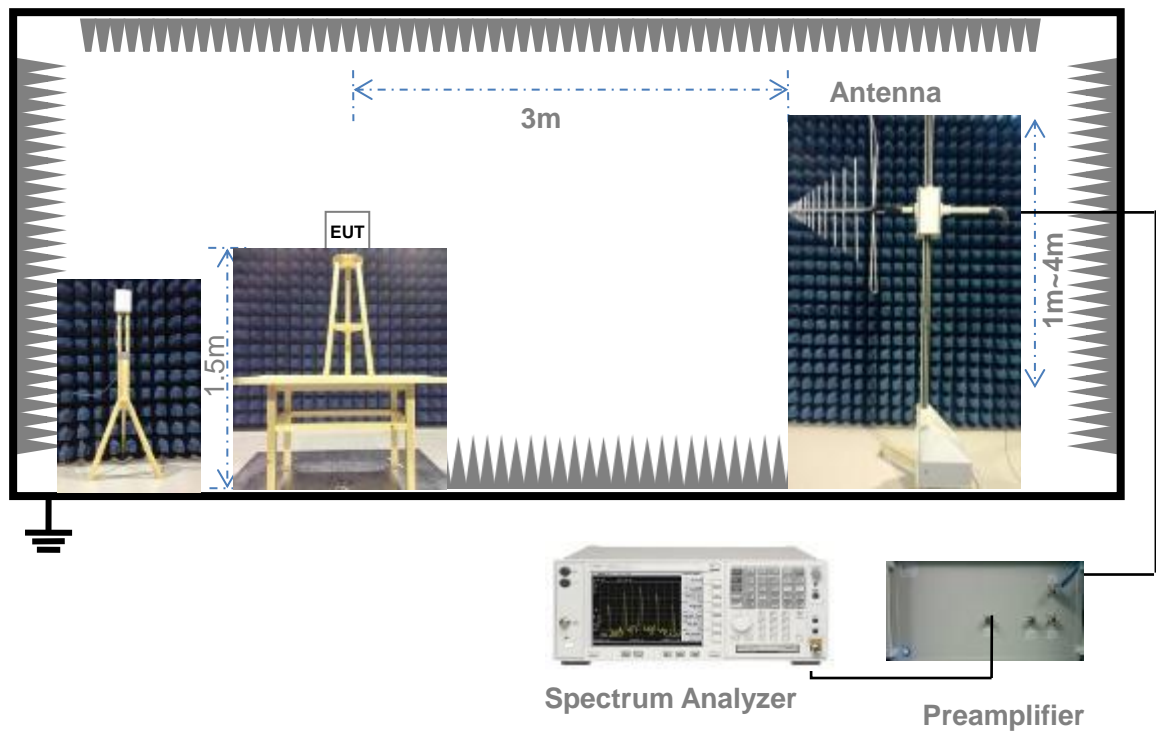 Antenna
3m
EUT
1.5m
1m~4m
Spectrum Analyzer
Preamplifier